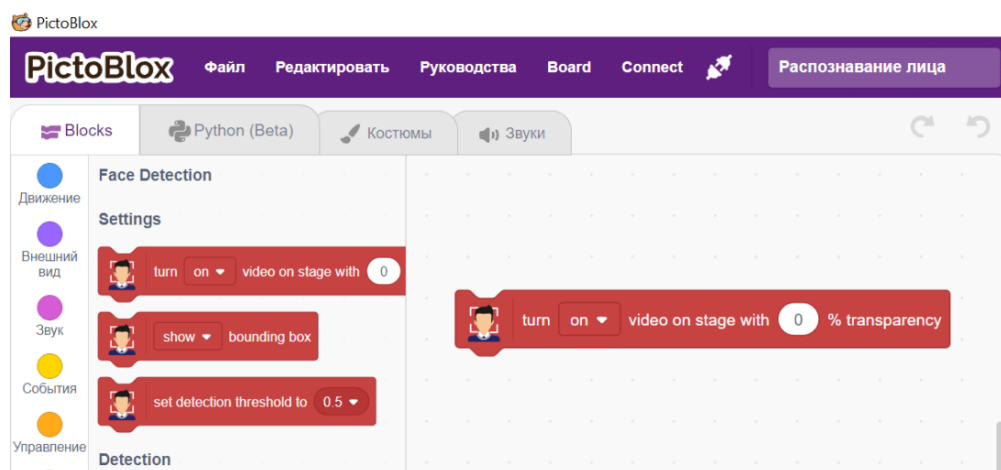 PictoBlox
PictoBlox Файл Редактировать Руководства Board Connect Распознавание лица
Blocks Python (Beta) Костюмы Звуки
Движение
Внешний
вид
Звук
События
Управление
Face Detection
Settings
turn on video on stage with 0
show bounding box
set detection threshold to 0.5
Detection
turn on video on stage with 0 % transparency